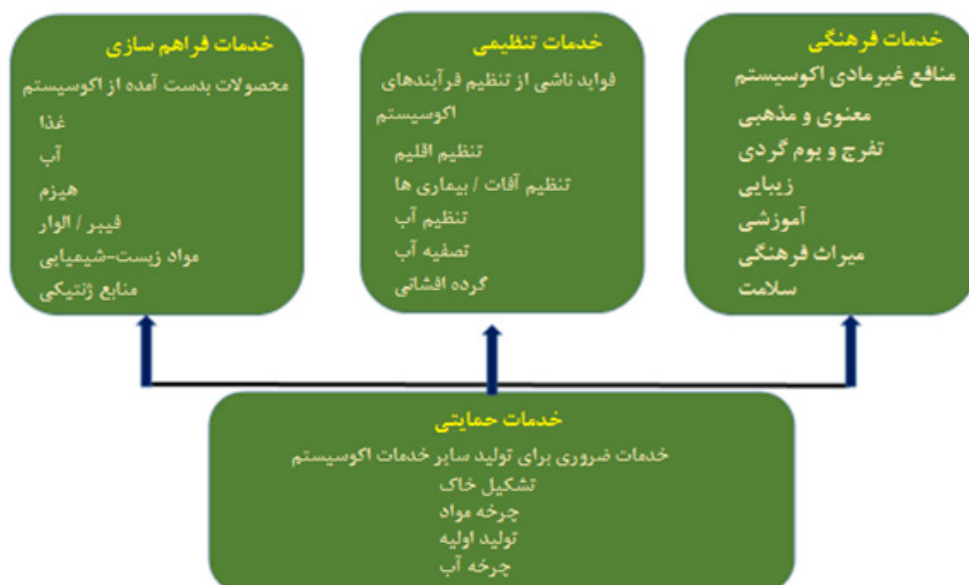 خدمات فرهنگی
منافع غیرمادی اکوسیستم
معنوی و مذهبی
تفرج و بوم گردی
زیبایی
آموزشی
میراث فرهنگی
سلامت
خدمات تنظیمی
فواید ناشی از تنظیم فرآیندهای
اکوسیستم
تنظیم اقلیم
تنظیم آفات / بیماری ها
تنظیم آب
تصفیه آب
گرده افشانی
خدمات فراهم سازی
محصولات بدست آمده از اکوسیستم
غذا
آب
هیزم
فیبر / الوار
مواد زیست-شیمیایی
منابع ژنتیکی
خدمات حمایتی
خدمات ضروری برای تولید سایر خدمات اکوسیستم
تشکیل خاک
چرخه مواد
تولید اولیه
چرخه آب